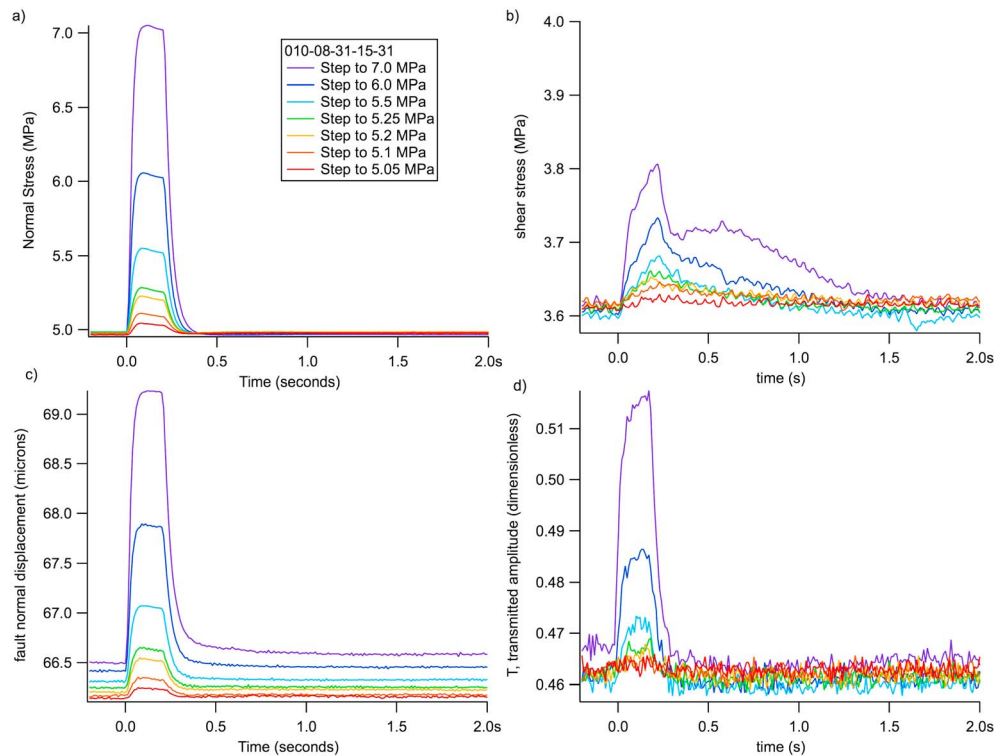 a)
7.0
6.5
6.0
5.5
5.0
Normal Stress (MPa)
010-08-31-15-31
Step to 7.0 MPa
Step to 6.0 MPa
Step to 5.5 MPa
Step to 5.25 MPa
Step to 5.2 MPa
Step to 5.1 MPa
Step to 5.05 MPa
0.0 0.5 1.0 1.5 2.0s
Time (seconds)
b)
4.0
3.9
3.8
3.7
3.6
shear stress (MPa)
0.0 0.5 1.0 1.5 2.0s
time (s)
c)
69.0
68.5
68.0
67.5
67.0
66.5
fault normal displacement (microns)
0.0 0.5 1.0 1.5 2.0s
Time (seconds)
d)
0.51
0.50
0.49
0.48
0.47
0.46
T, transmitted amplitude (dimensionless)
0.0 0.5 1.0 1.5 2.0s
time (s)